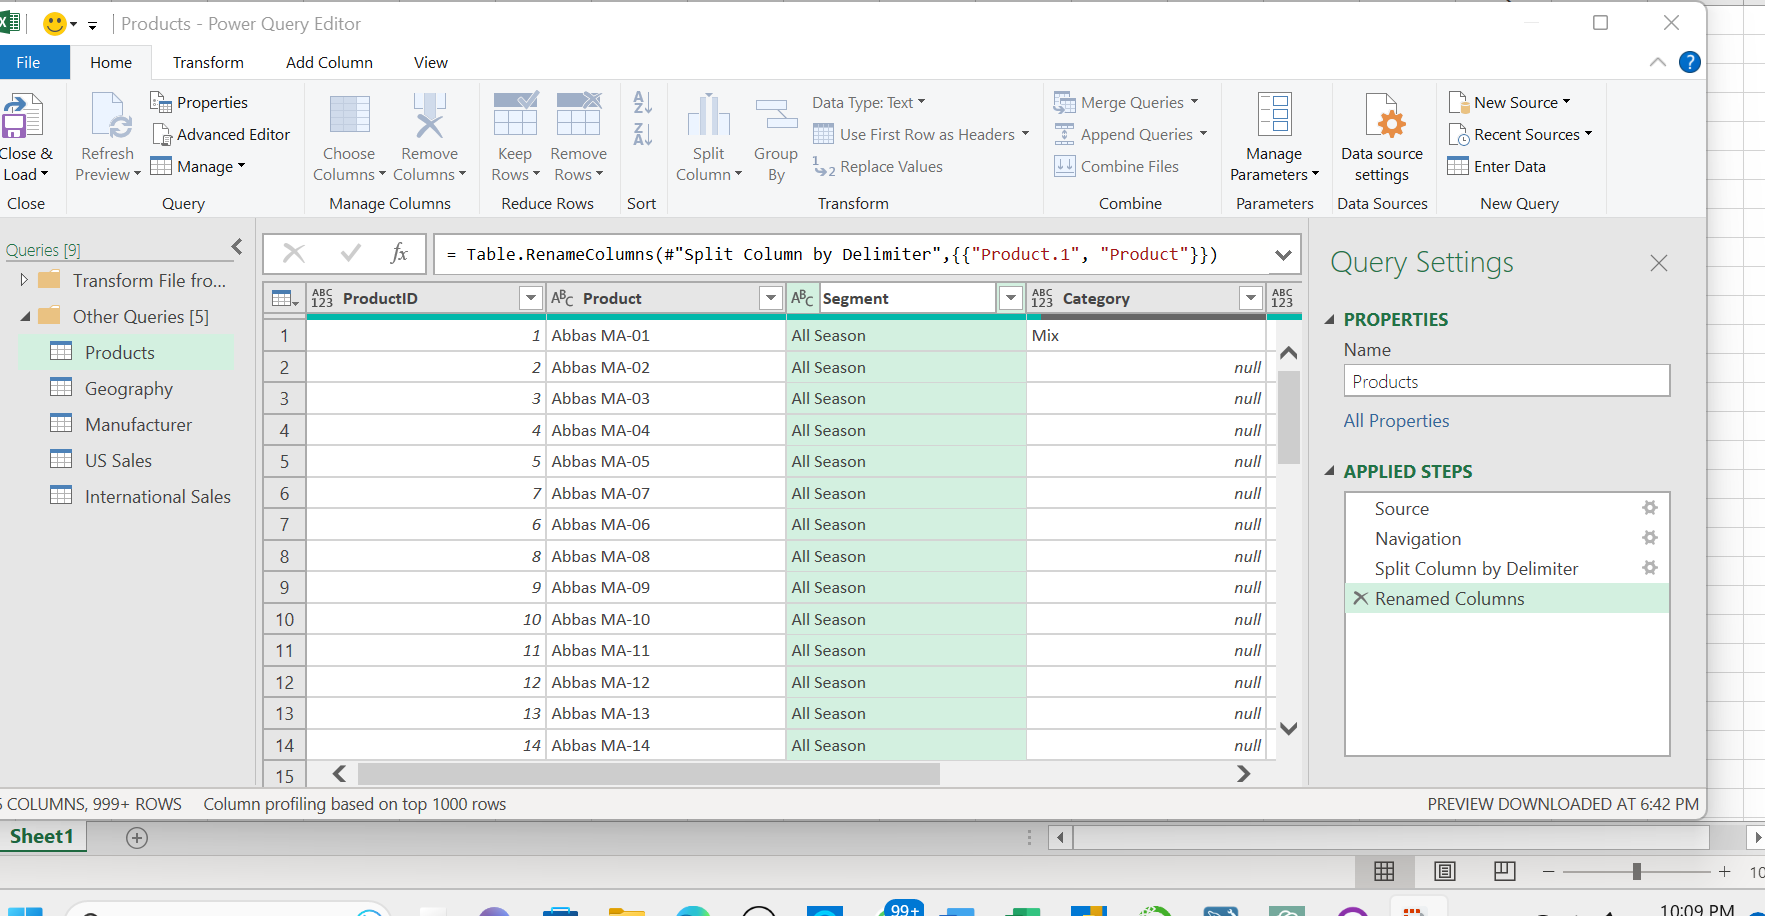 Products - Power Query Editor
File Home Transform Add Column View
Close & Load
Close
Refresh Preview
Properties
Advanced Editor
Manage
Query
Choose Columns
Remove Columns
Manage Columns
Keep Rows
Remove Rows
Reduce Rows
Sort
Split Column
Group By
Data Type: Text
Use First Row as Headers
Replace Values
Transform
Merge Queries
Append Queries
Combine Files
Combine
Manage Parameters
Parameters
Data source settings
Data Sources
New Source
Recent Sources
Enter Data
New Query
Queries [9]
Transform File fro...
Other Queries [5]
Products
Geography
Manufacturer
US Sales
International Sales
fx = Table.RenameColumns(#"Split Column by Delimiter",{{"Product.1", "Product"}})
ABC 123 ProductID ABC Product ABC Segment ABC 123 Category ABC 123
1 1 Abbas MA-01 All Season Mix
2 2 Abbas MA-02 All Season null
3 3 Abbas MA-03 All Season null
4 4 Abbas MA-04 All Season null
5 5 Abbas MA-05 All Season null
6 7 Abbas MA-07 All Season null
7 6 Abbas MA-06 All Season null
8 8 Abbas MA-08 All Season null
9 9 Abbas MA-09 All Season null
10 10 Abbas MA-10 All Season null
11 11 Abbas MA-11 All Season null
12 12 Abbas MA-12 All Season null
13 13 Abbas MA-13 All Season null
14 14 Abbas MA-14 All Season null
15
Query Settings
PROPERTIES
Name
Products
All Properties
APPLIED STEPS
Source
Navigation
Split Column by Delimiter
Renamed Columns
COLUMNS, 999+ ROWS Column profiling based on top 1000 rows
PREVIEW DOWNLOADED AT 6:42 PM
Sheet1
10
99+
10:09 PM